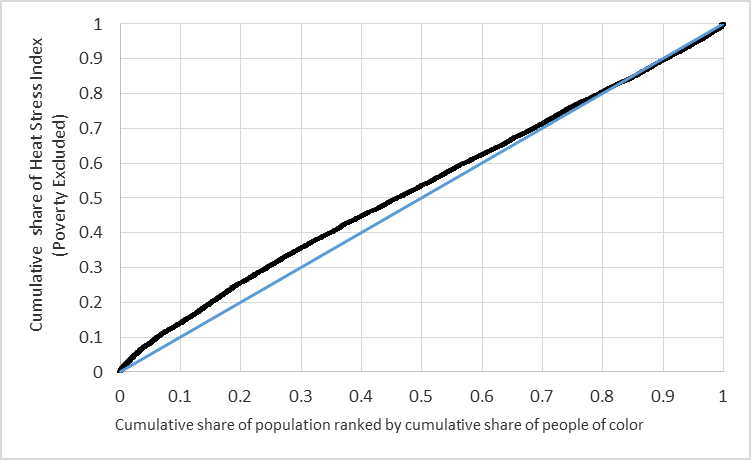 Cumulative share of Heat Stress Index
(Poverty Excluded)
1
0.9
0.8
0.7
0.6
0.5
0.4
0.3
0.2
0.1
0
0 0.1 0.2 0.3 0.4 0.5 0.6 0.7 0.8 0.9 1
Cumulative share of population ranked by cumulative share of people of color